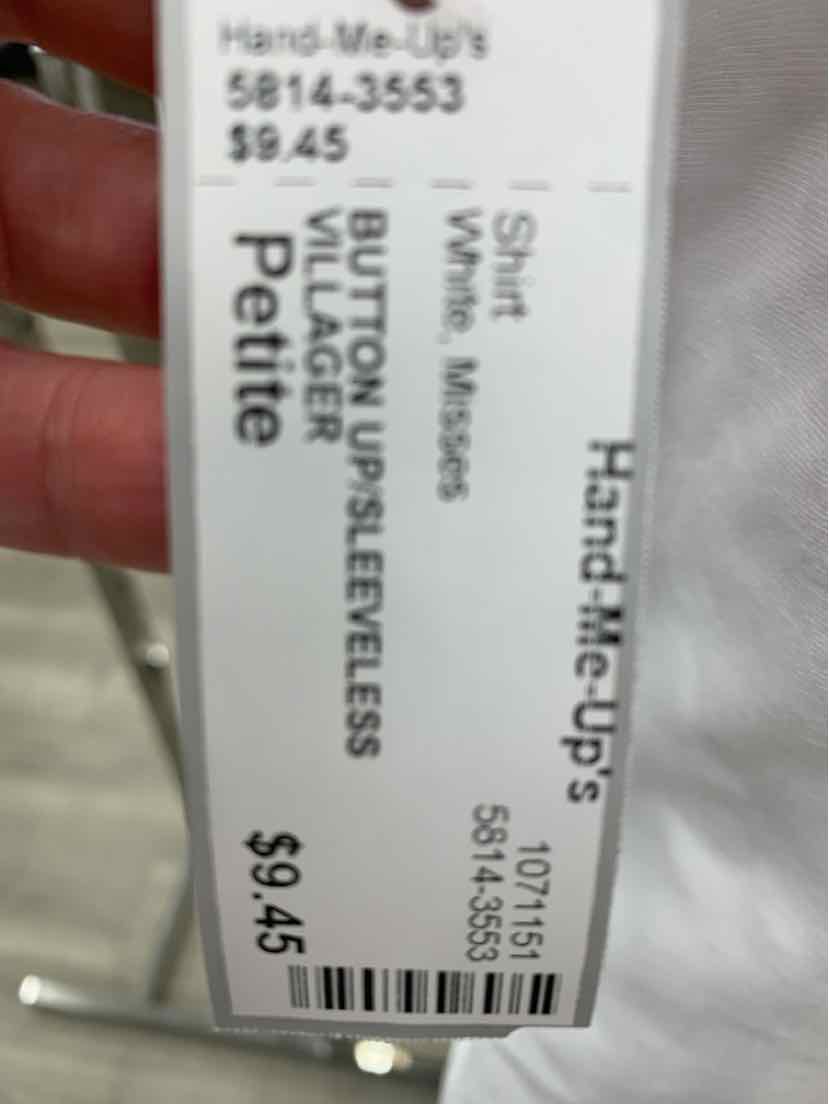 Hand-Me-Up's
5814-3553
$9.45
Hand-Me-Up's
1071151
Shirt
5814-3553
White, Misses
BUTTON UP/SLEEVELESS
VILLAGER
Petite
$9.45